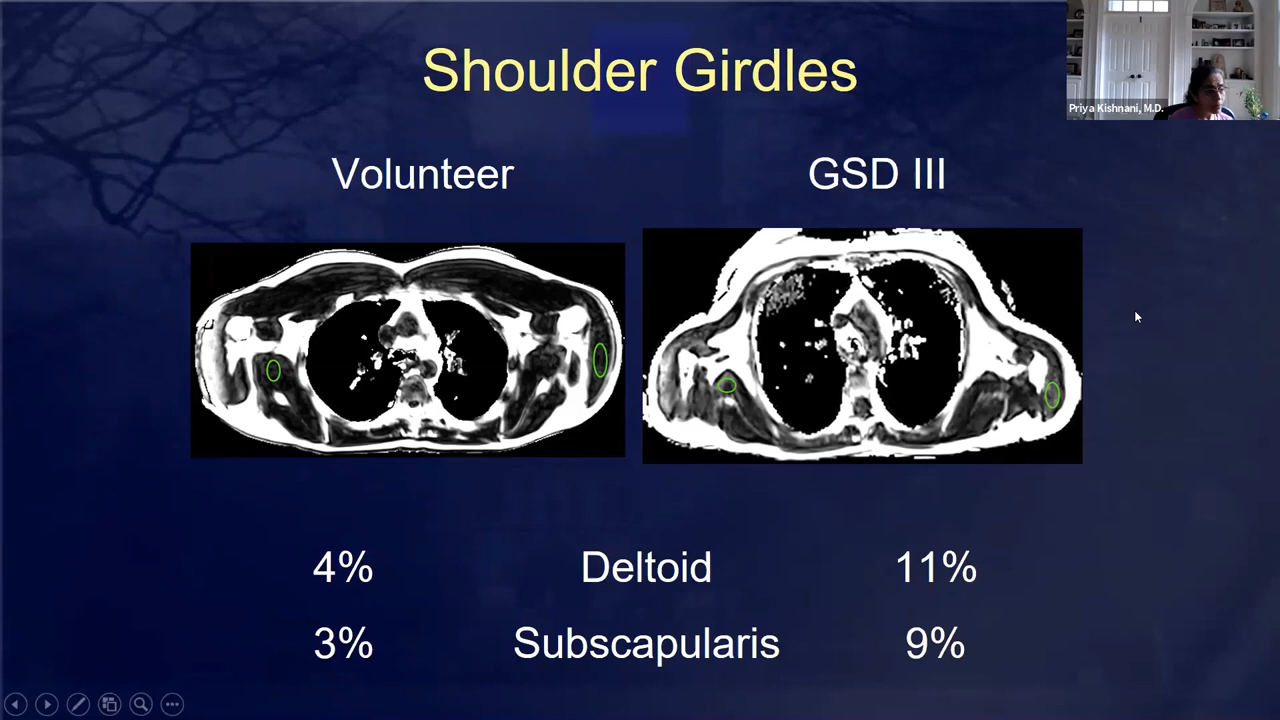 Shoulder Girdles
Priya Kishnani, M.D.
Volunteer GSD III
4% Deltoid 11%
3% Subscapularis 9%